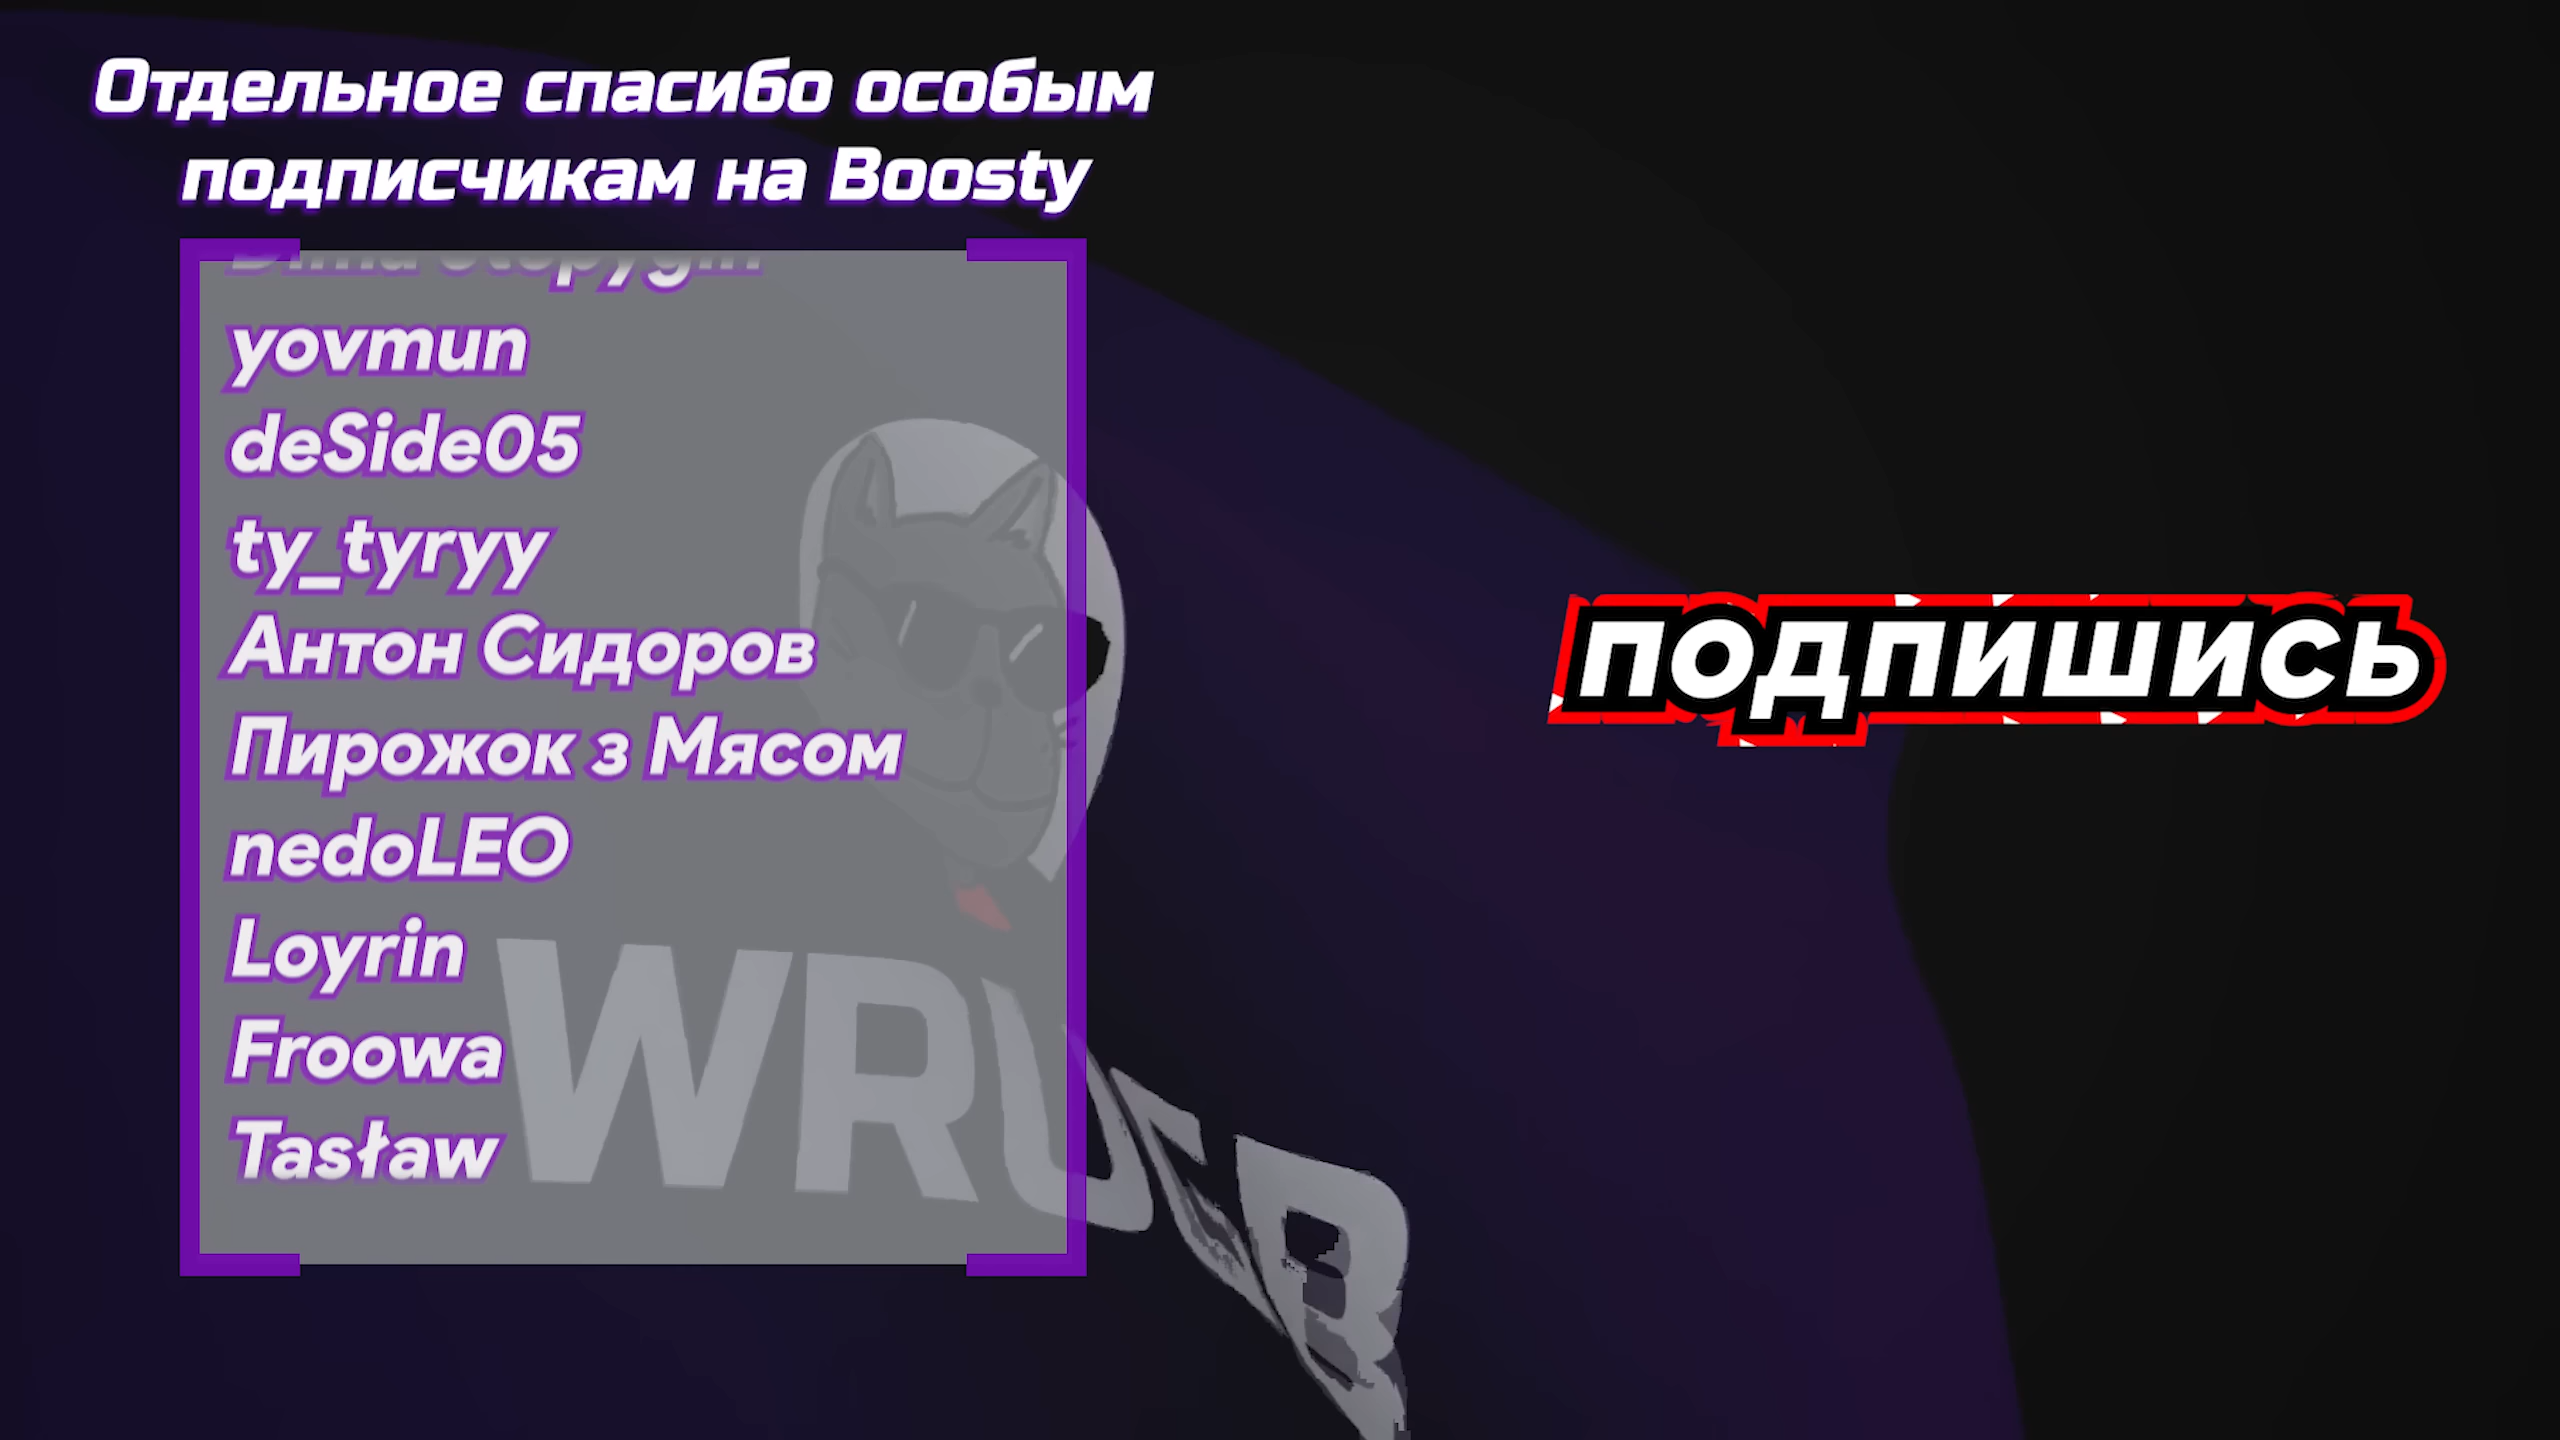 Отдельное спасибо особым
подписчикам на Boosty
yovmun
deSide05
ty_tyryy
Антон Сидоров
Пирожок з Мясом
nedoLEO
Loyrin
Froowa
Tasław
ПОДПИШИСЬ